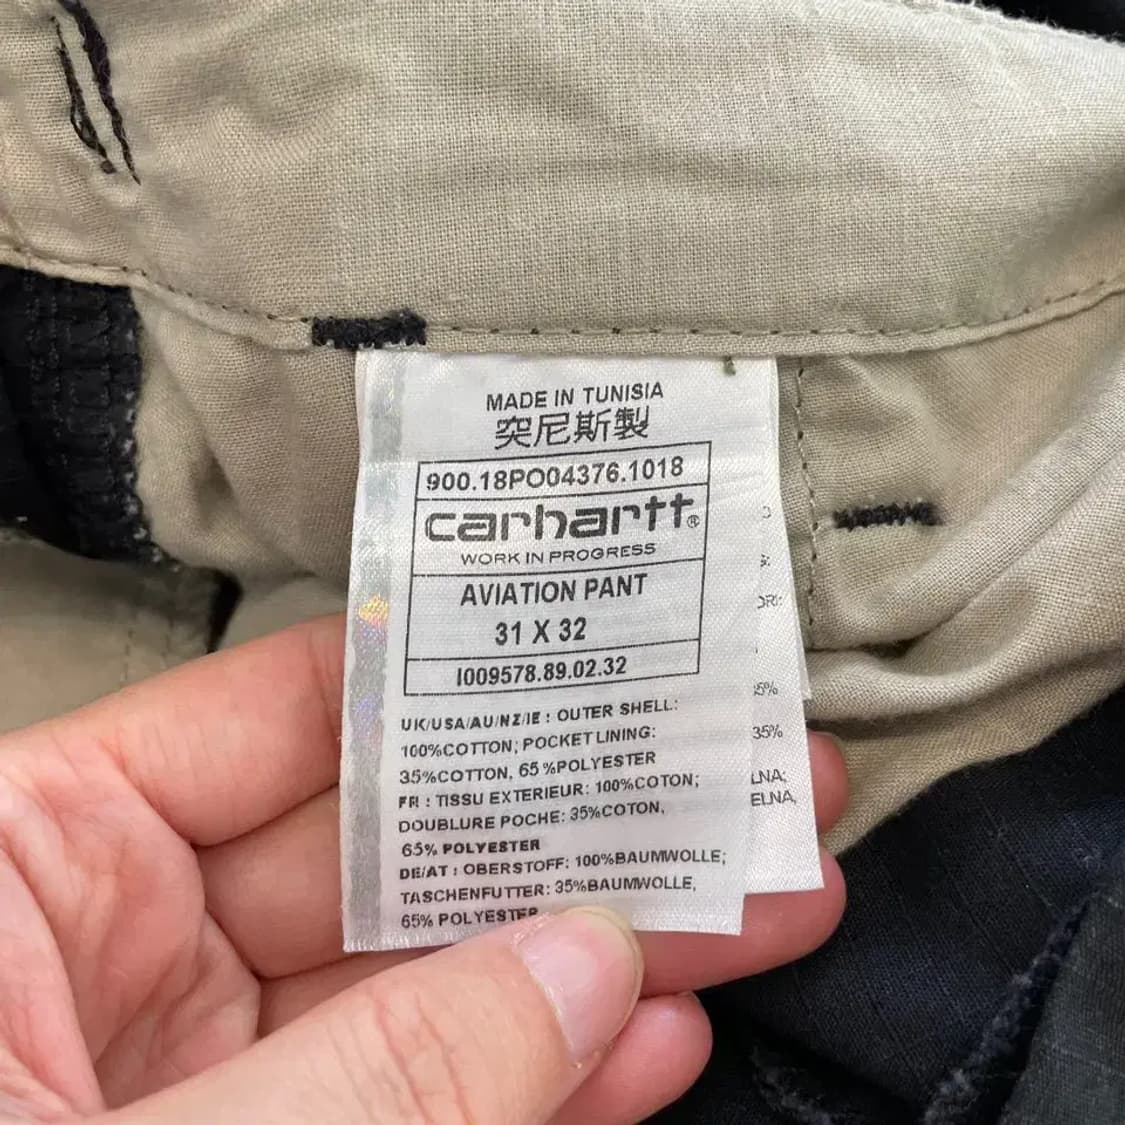 MADE IN TUNISIA
突尼斯製
900.18PO04376.1018
carhartt®
WORK IN PROGRESS
AVIATION PANT
31 X 32
I009578.89.02.32
UK/USA/AU/NZ/IE : OUTER SHELL:
100%COTTON; POCKET LINING:
35%COTTON, 65%POLYESTER
FR : TISSU EXTERIEUR: 100%COTON;
DOUBLURE POCHE: 35%COTON,
65% POLYESTER
DE/AT : OBERSTOFF: 100%BAUMWOLLE;
TASCHENFUTTER: 35%BAUMWOLLE,
65% POLYESTER
35%